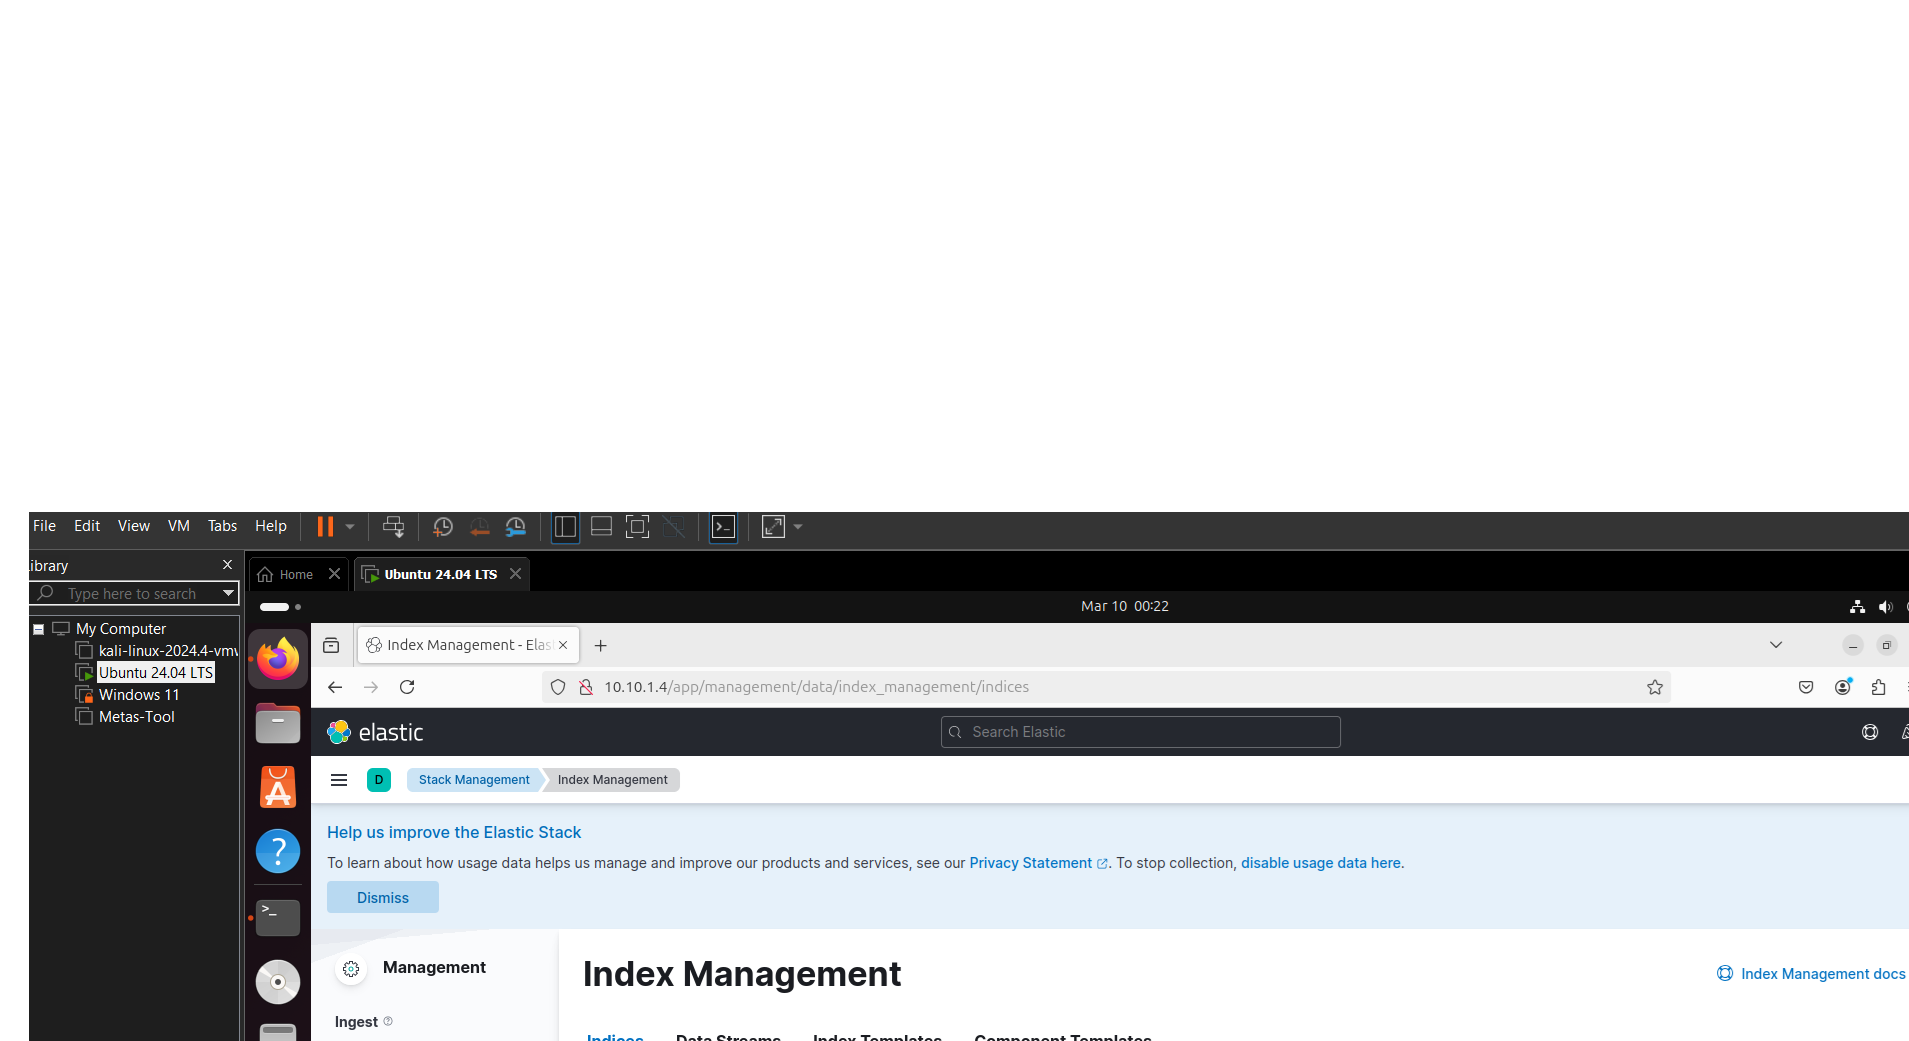 File Edit View VM Tabs Help
Library
Type here to search
My Computer
kali-linux-2024.4-vmw
Ubuntu 24.04 LTS
Windows 11
Metas-Tool
Home
Ubuntu 24.04 LTS
Mar 10 00:22
Index Management - Elas
10.10.1.4/app/management/data/index_management/indices
elastic
Search Elastic
D
Stack Management
Index Management
Help us improve the Elastic Stack
To learn about how usage data helps us manage and improve our products and services, see our Privacy Statement. To stop collection, disable usage data here.
Dismiss
Management
Ingest
Index Management
Index Management docs
Indices Data Streams Index Templates Component Templates